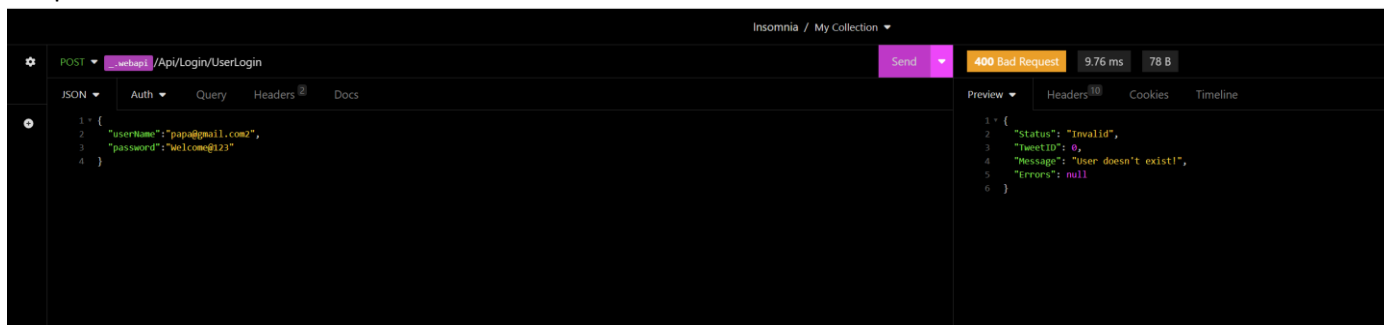 Insomnia / My Collection
POST _.webapi /Api/Login/UserLogin Send
400 Bad Request 9.76 ms 78 B
JSON Auth Query Headers 2 Docs
Preview Headers 10 Cookies Timeline
1 {
2 "userName":"papa@gmail.com2",
3 "password":"Welcome@123"
4 }
1 {
2 "Status": "Invalid",
3 "TweetID": 0,
4 "Message": "User doesn't exist!",
5 "Errors": null
6 }